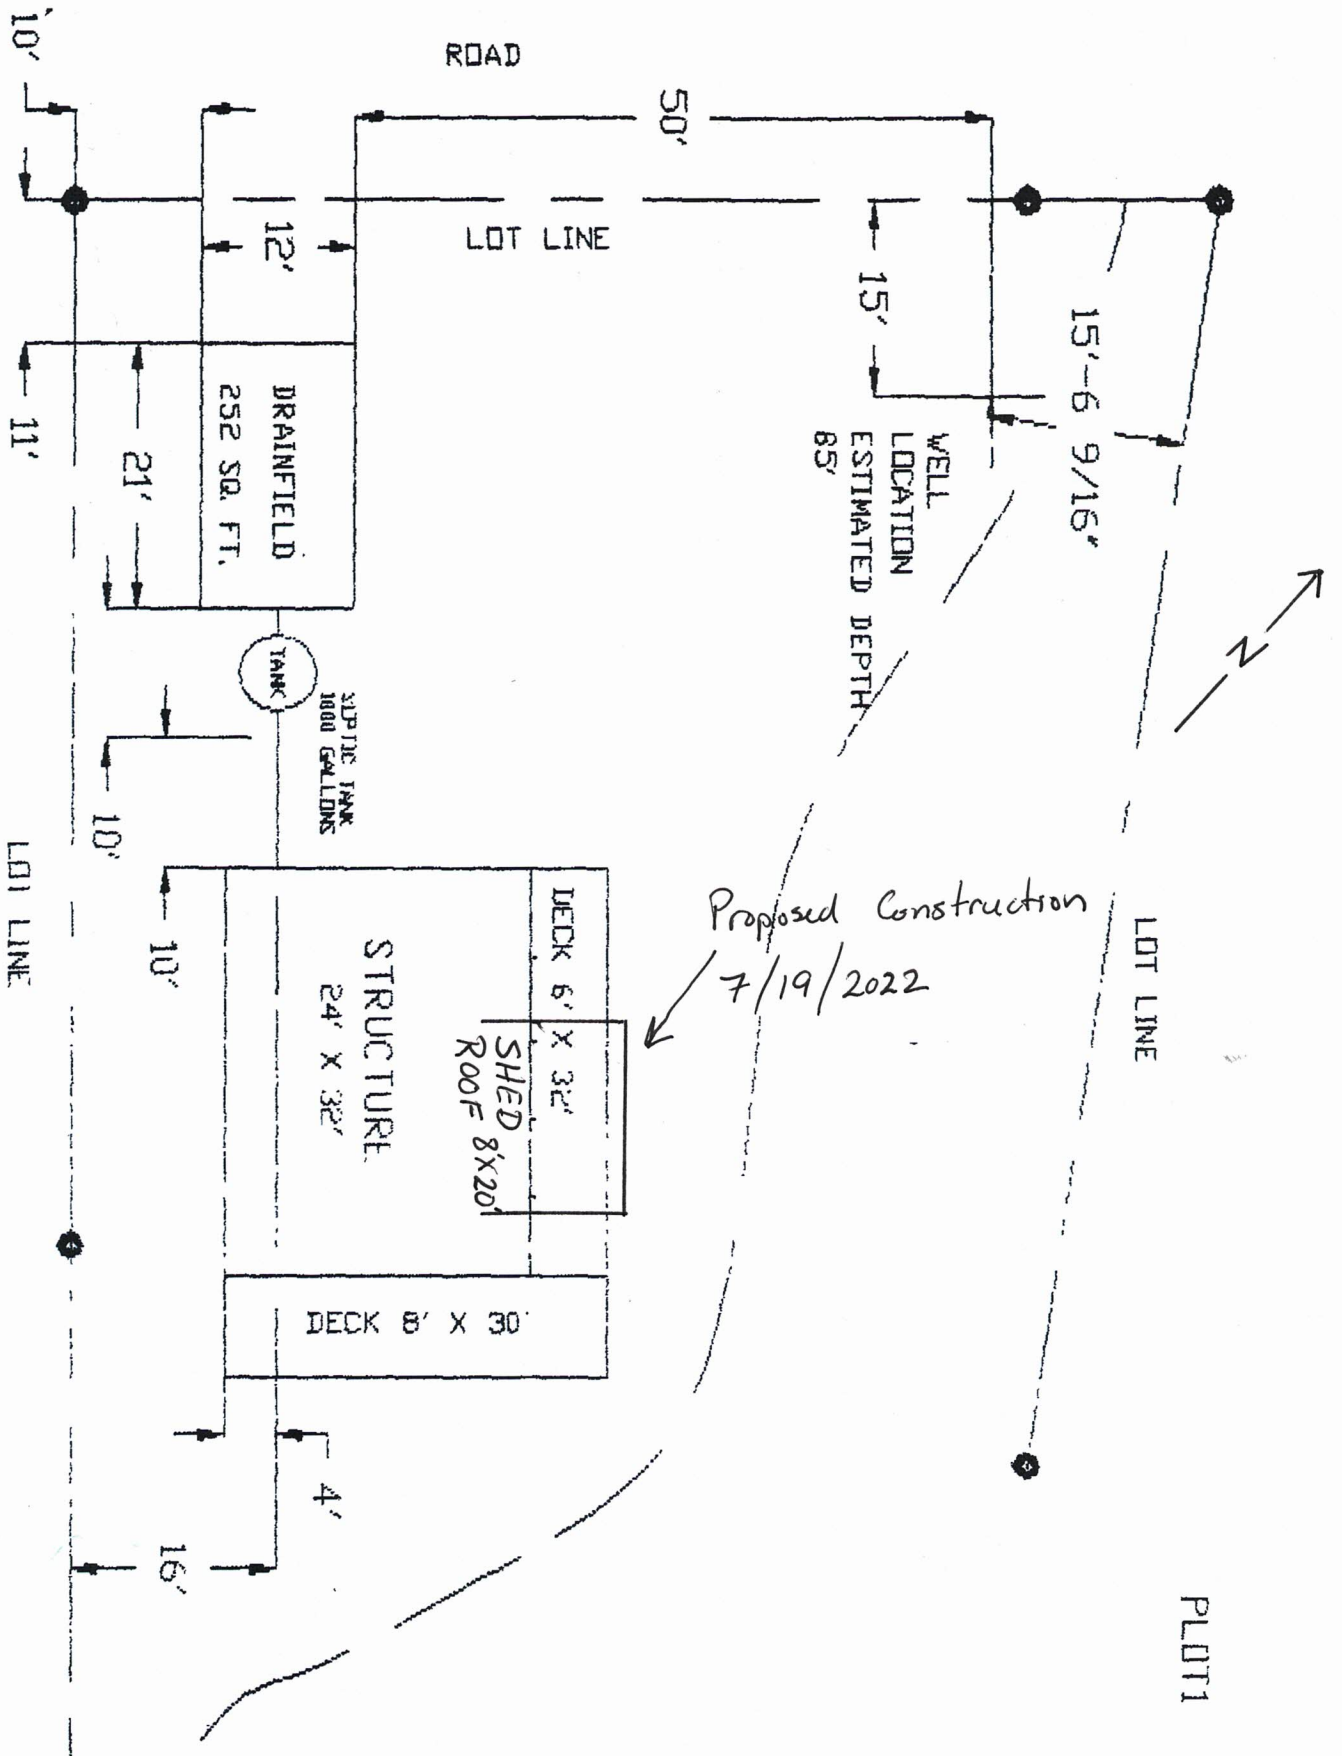 10'
ROAD
50'
12'
LOT LINE
15'
15'-6 9/16"
11'
21'
DRAINFIELD
252 SQ. FT.
WELL
LOCATION
ESTIMATED DEPTH
65'
N
TANK
SEPTIC TANK
1000 GALLONS
10'
10'
LOT LINE
LOT LINE
Proposed Construction
7/19/2022
DECK 6' X 32'
STRUCTURE
24' X 32'
SHED
ROOF 8'X20'
DECK 8' X 30'
4'
16'
PLOT1